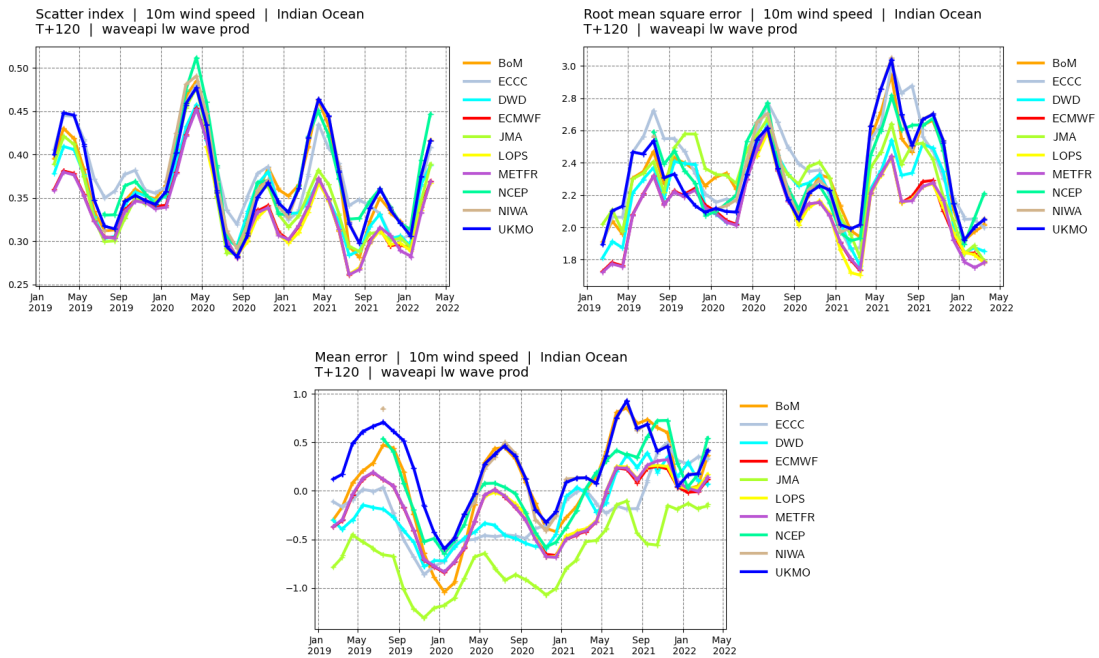 Scatter index | 10m wind speed | Indian Ocean
T+120 | waveapi lw wave prod
0.50
0.45
0.40
0.35
0.30
0.25
Jan 2019
May 2019
Sep 2019
Jan 2020
May 2020
Sep 2020
Jan 2021
May 2021
Sep 2021
Jan 2022
May 2022
BoM
ECCC
DWD
ECMWF
JMA
LOPS
METFR
NCEP
NIWA
UKMO
Root mean square error | 10m wind speed | Indian Ocean
T+120 | waveapi lw wave prod
3.0
2.8
2.6
2.4
2.2
2.0
1.8
Jan 2019
May 2019
Sep 2019
Jan 2020
May 2020
Sep 2020
Jan 2021
May 2021
Sep 2021
Jan 2022
May 2022
BoM
ECCC
DWD
ECMWF
JMA
LOPS
METFR
NCEP
NIWA
UKMO
Mean error | 10m wind speed | Indian Ocean
T+120 | waveapi lw wave prod
1.0
0.5
0.0
−0.5
−1.0
Jan 2019
May 2019
Sep 2019
Jan 2020
May 2020
Sep 2020
Jan 2021
May 2021
Sep 2021
Jan 2022
May 2022
BoM
ECCC
DWD
ECMWF
JMA
LOPS
METFR
NCEP
NIWA
UKMO